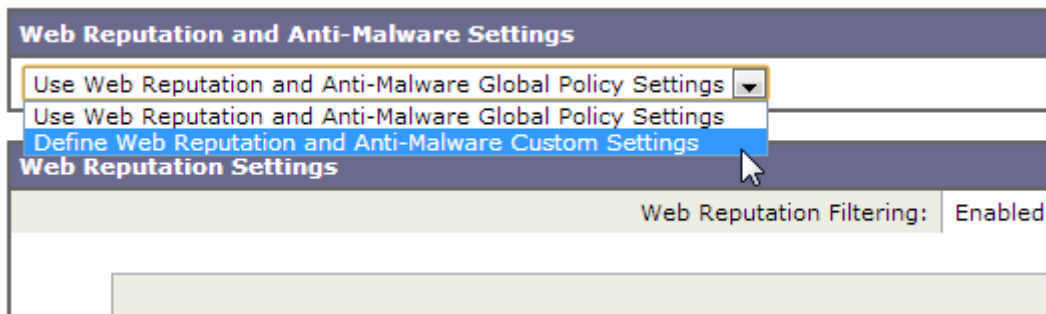 Web Reputation and Anti-Malware Settings
Use Web Reputation and Anti-Malware Global Policy Settings
Use Web Reputation and Anti-Malware Global Policy Settings
Define Web Reputation and Anti-Malware Custom Settings
Web Reputation Settings
Web Reputation Filtering: Enabled